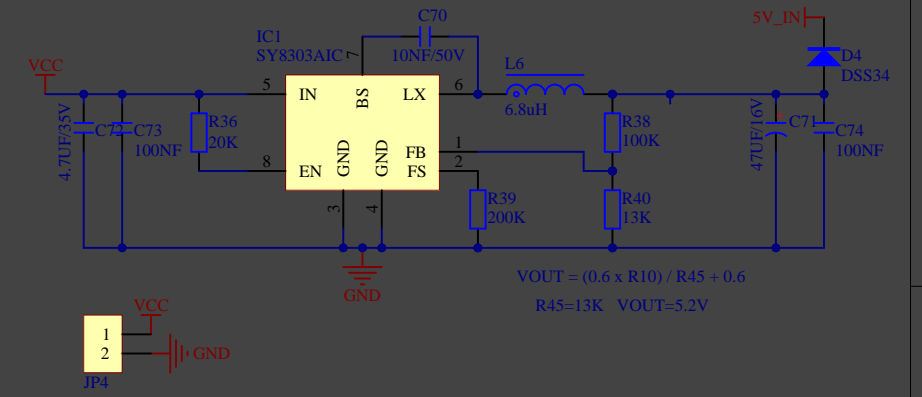 C70
5V_IN
IC1
SY8303AIC
7
10NF/50V
D4
DSS34
VCC
L6
5
IN
BS
LX
6
6.8uH
4.7UF/35V
C72
C73
100NF
R36
20K
R38
100K
47UF/16V
C71
C74
100NF
GND
GND
FB
1
8
EN
FS
2
R39
200K
R40
13K
3
4
GND
VOUT = (0.6 x R10) / R45 + 0.6
R45=13K VOUT=5.2V
VCC
1
2
GND
JP4